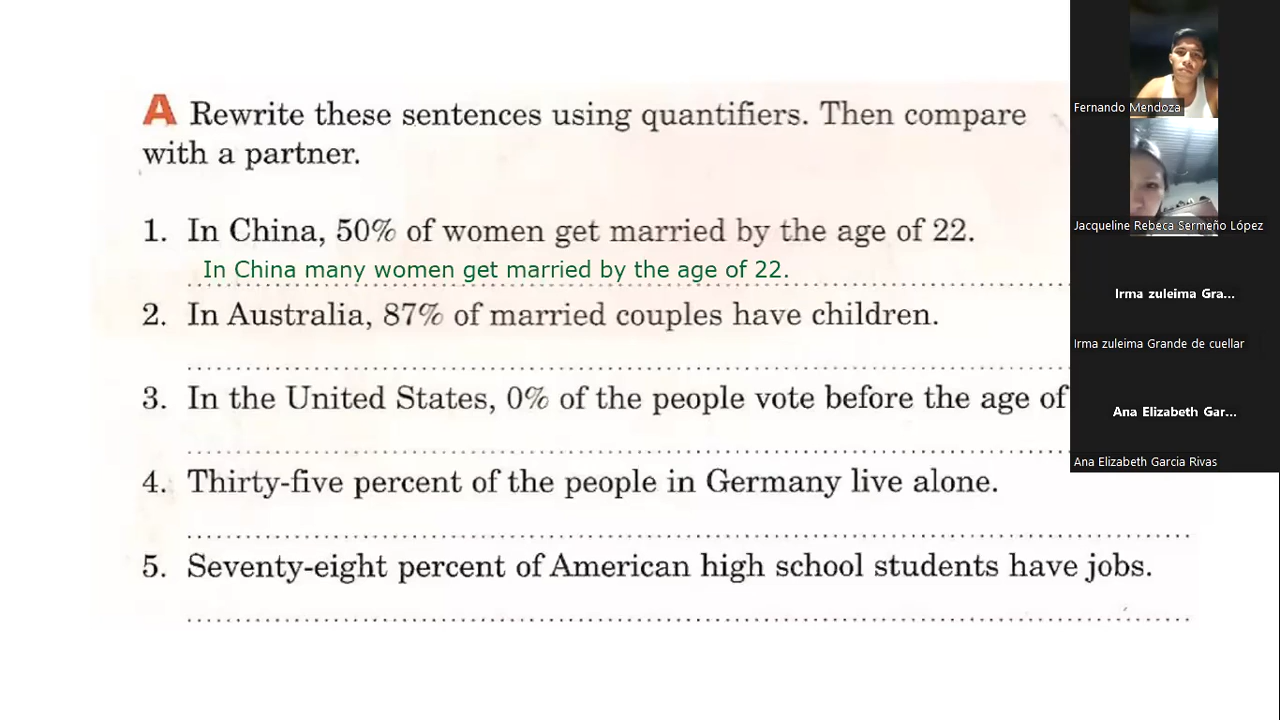 A Rewrite these sentences using quantifiers. Then compare
with a partner.
1. In China, 50% of women get married by the age of 22.
In China many women get married by the age of 22.
2. In Australia, 87% of married couples have children.
3. In the United States, 0% of the people vote before the age of
4. Thirty-five percent of the people in Germany live alone.
5. Seventy-eight percent of American high school students have jobs.
Fernando Mendoza
Jacqueline Rebeca Sermeño López
Irma zuleima Gra...
Irma zuleima Grande de cuellar
Ana Elizabeth Gar...
Ana Elizabeth Garcia Rivas